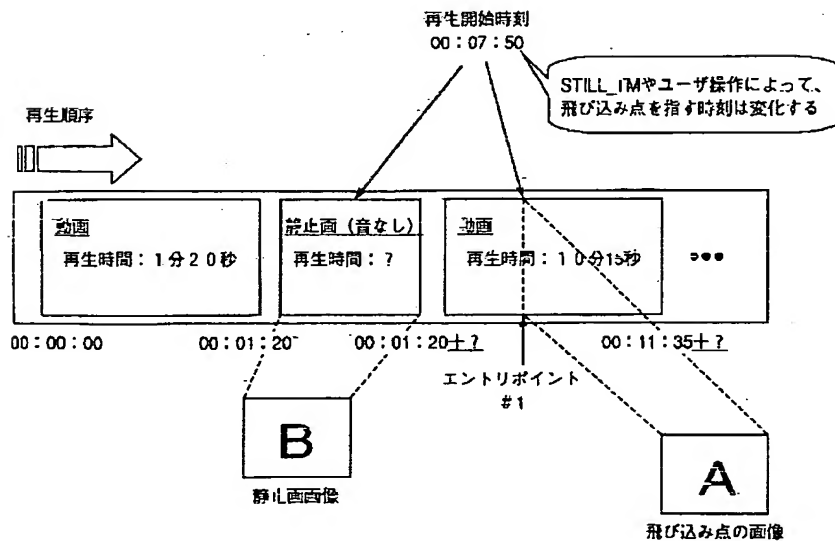 再生開始時刻
00:07:50
STILL_TMやユーザ操作によって、
飛び込み点を指す時刻は変化する
再生順序
動画
再生時間:1分20秒
静止画(音なし)
再生時間:?
動画
再生時間:10分15秒
●●●
00:00:00
00:01:20
00:01:20+?
00:11:35+?
エントリポイント
#1
B
静止画画像
A
飛び込み点の画像